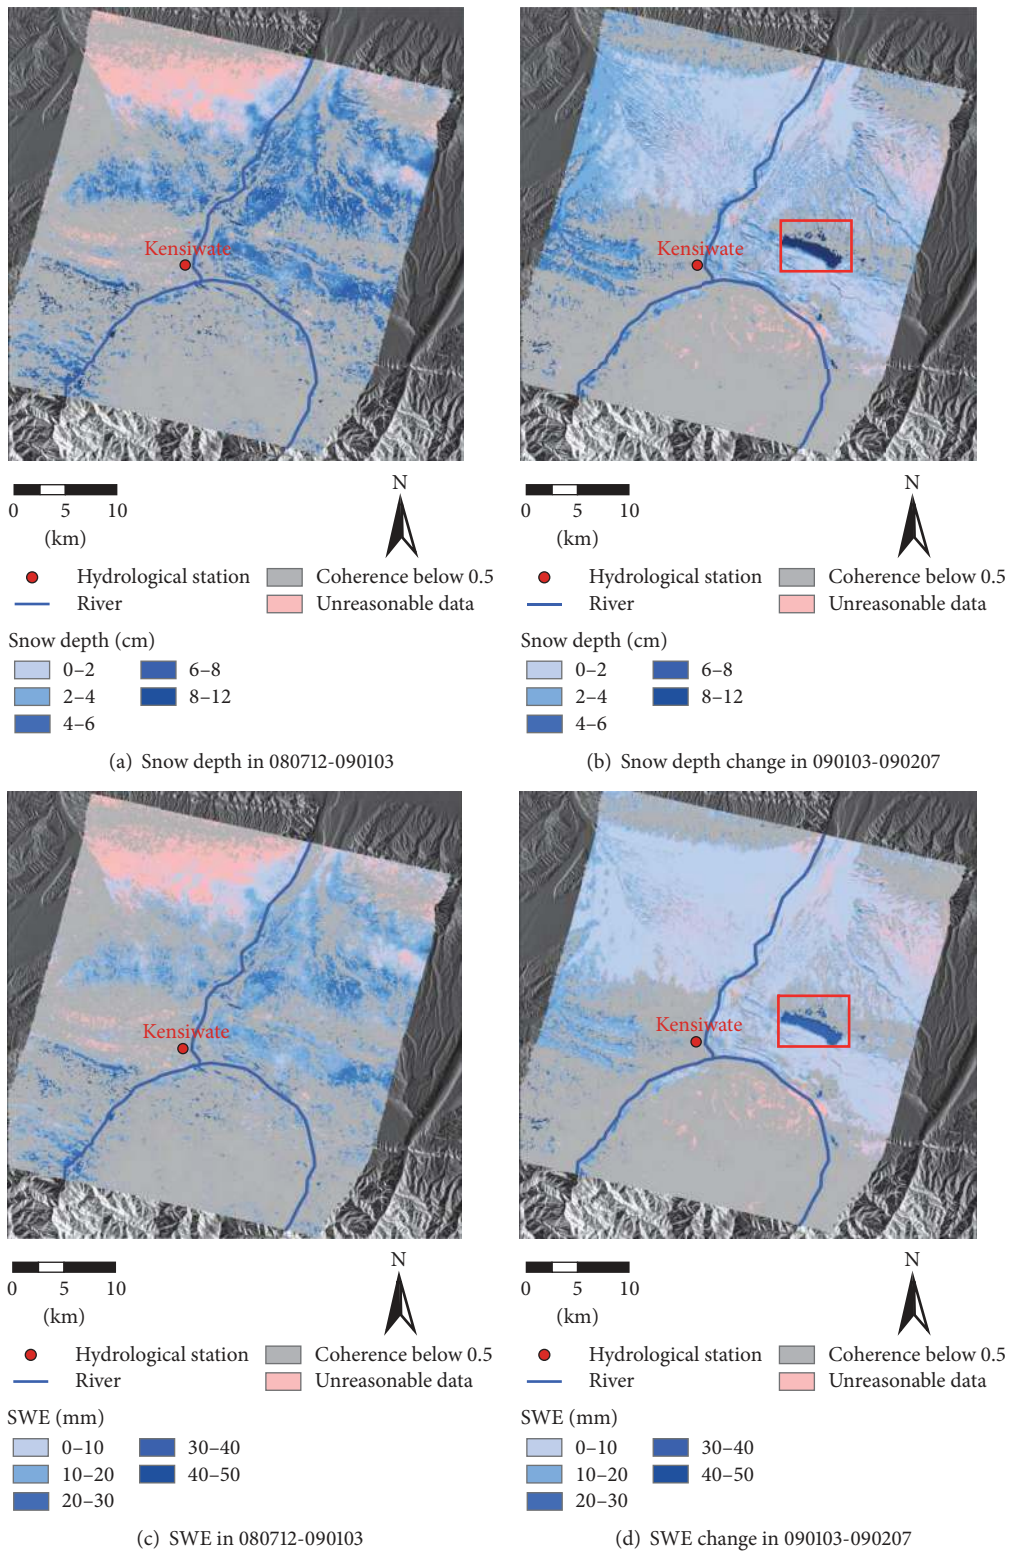 Kensiwate
Kensiwate
N
N
0 5 10
0 5 10
(km)
(km)
Hydrological station
Coherence below 0.5
River
Unreasonable data
Hydrological station
Coherence below 0.5
River
Unreasonable data
Snow depth (cm)
0–2
6–8
2–4
8–12
4–6
Snow depth (cm)
0–2
6–8
2–4
8–12
4–6
(a) Snow depth in 080712-090103
(b) Snow depth change in 090103-090207
Kensiwate
Kensiwate
N
N
0 5 10
0 5 10
(km)
(km)
Hydrological station
Coherence below 0.5
River
Unreasonable data
Hydrological station
Coherence below 0.5
River
Unreasonable data
SWE (mm)
0–10
30–40
10–20
40–50
20–30
SWE (mm)
0–10
30–40
10–20
40–50
20–30
(c) SWE in 080712-090103
(d) SWE change in 090103-090207